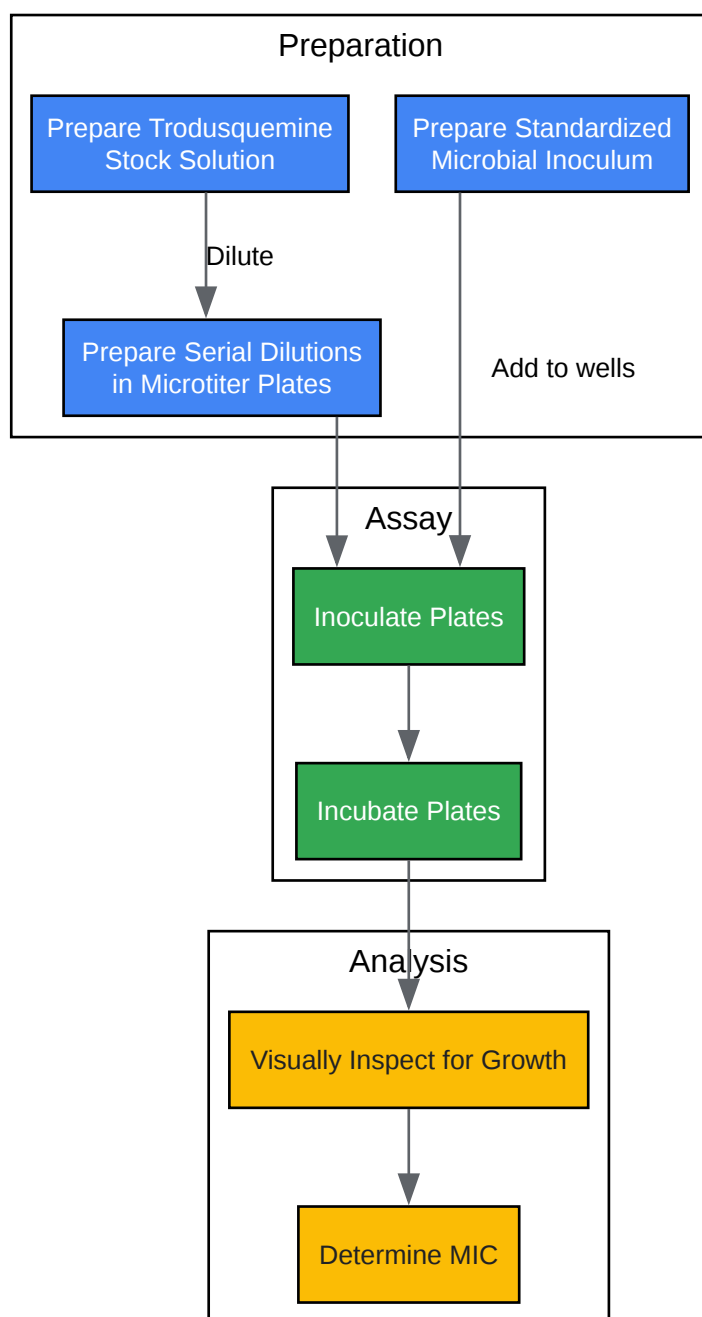 Preparation
Prepare Trodusquemine
Stock Solution
Prepare Standardized
Microbial Inoculum
Dilute
Prepare Serial Dilutions
in Microtiter Plates
Add to wells
Assay
Inoculate Plates
Incubate Plates
Analysis
Visually Inspect for Growth
Determine MIC